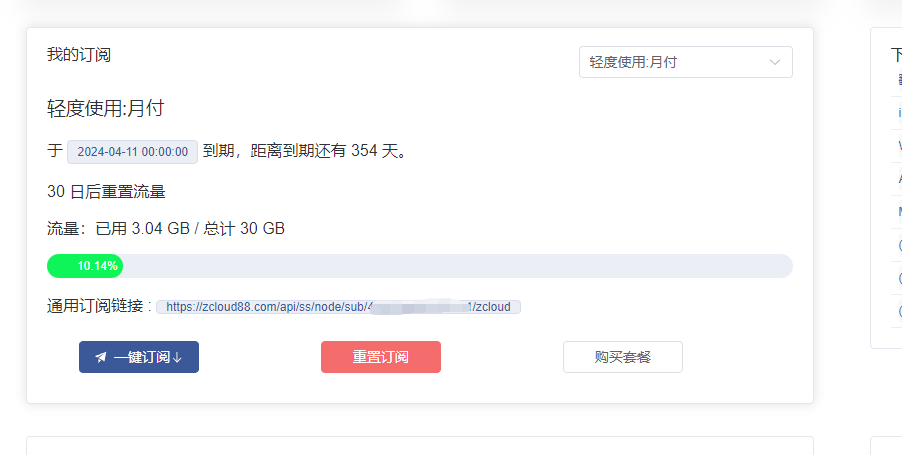 我的订阅
轻度使用:月付
轻度使用:月付
于 2024-04-11 00:00:00 到期，距离到期还有 354 天。
30 日后重置流量
流量：已用 3.04 GB / 总计 30 GB
10.14%
通用订阅链接 : https://zcloud88.com/api/ss/node/sub/ 1/zcloud
一键订阅↓
重置订阅
购买套餐
下